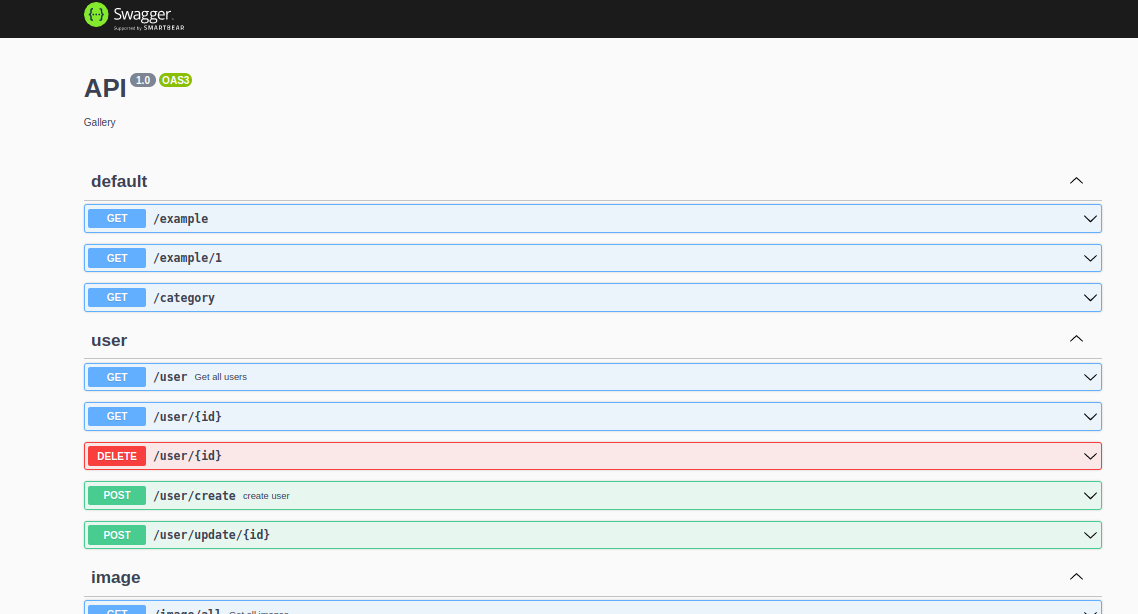 Swagger.
Supported by SMARTBEAR
API 1.0 OAS3
Gallery
default
GET /example
GET /example/1
GET /category
user
GET /user Get all users
GET /user/{id}
DELETE /user/{id}
POST /user/create create user
POST /user/update/{id}
image
GET /image/all Get all images